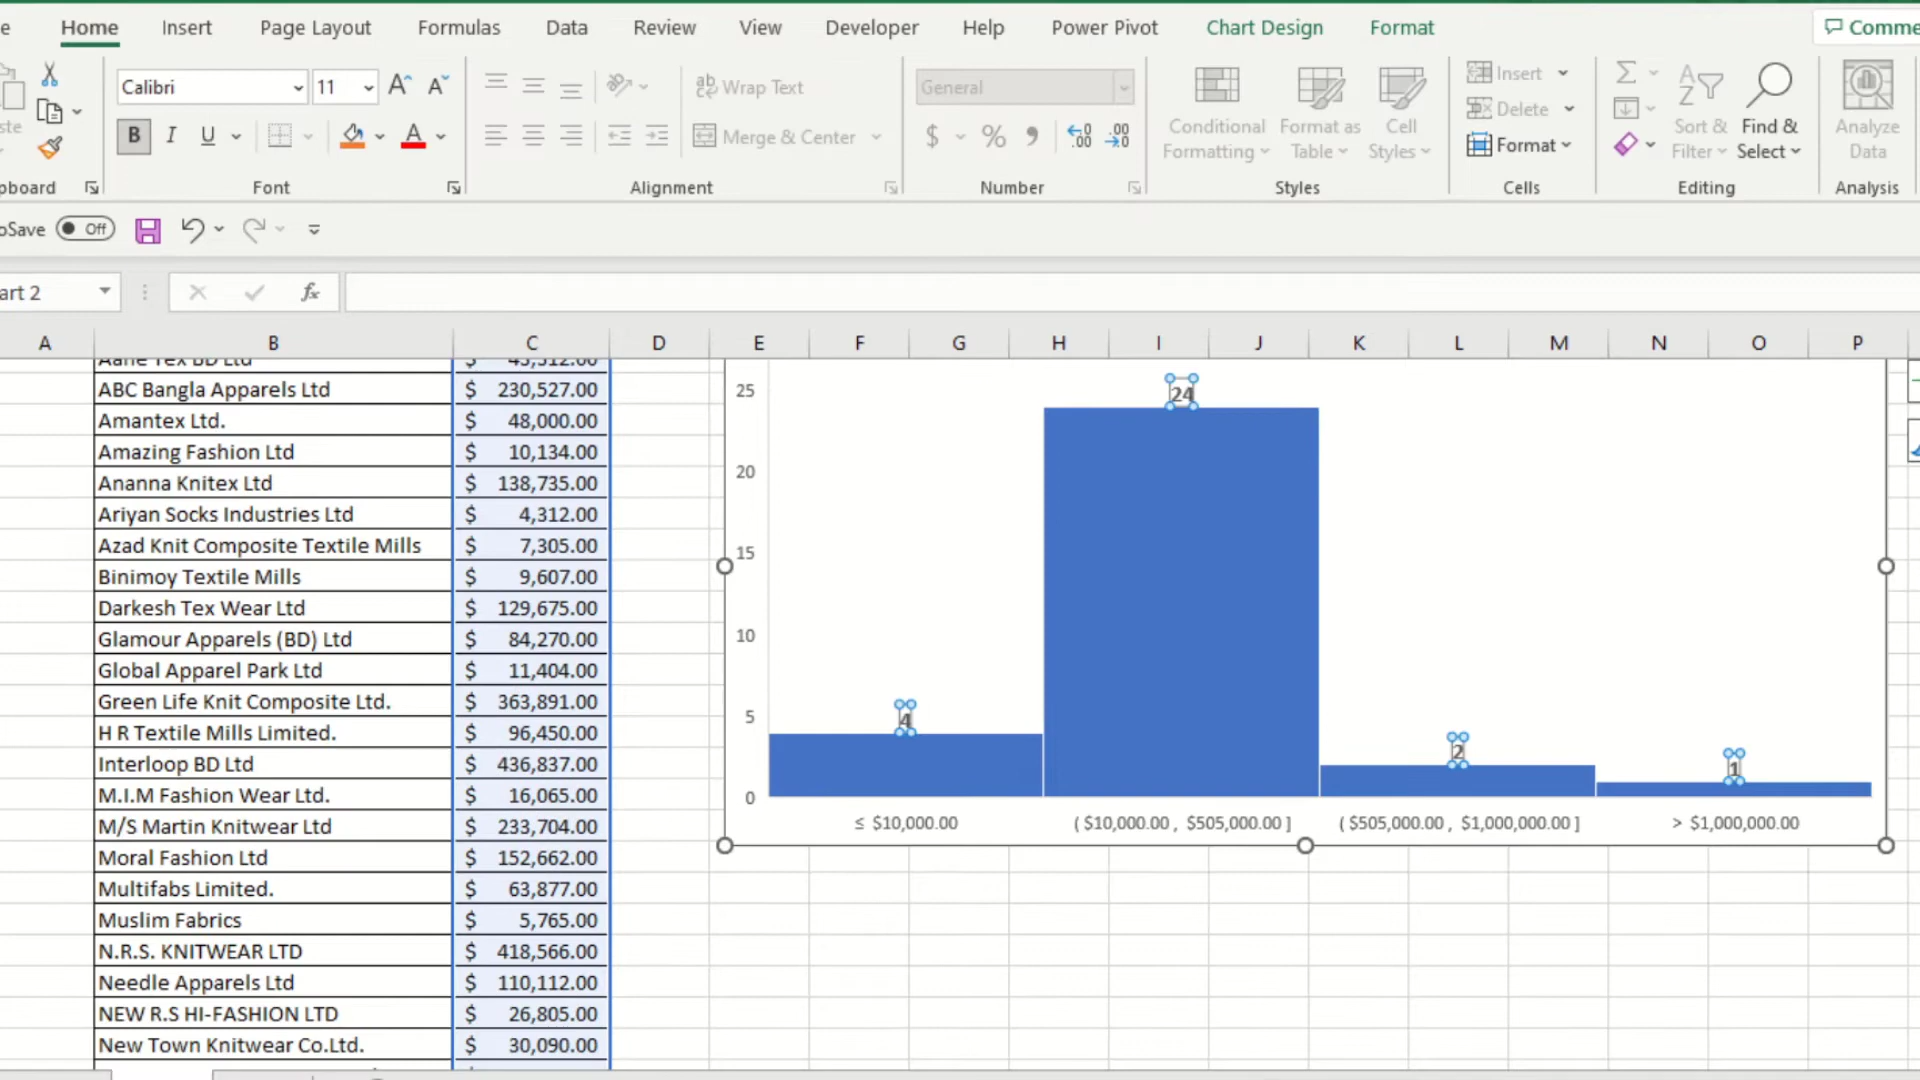 Home Insert Page Layout Formulas Data Review View Developer Help Power Pivot Chart Design Format Comme
Calibri 11 Wrap Text General Insert
Delete
B I U Merge & Center $ % Conditional Formatting Format as Table Cell Styles Format Sort & Filter Find & Select Analyze Data
pboard Font Alignment Number Styles Cells Editing Analysis
oSave Off
art 2 fx
A B C D E F G H I J K L M N O P
ABC Bangla Apparels Ltd $ 230,527.00
Amantex Ltd. $ 48,000.00
Amazing Fashion Ltd $ 10,134.00
Ananna Knitex Ltd $ 138,735.00
Ariyan Socks Industries Ltd $ 4,312.00
Azad Knit Composite Textile Mills $ 7,305.00
Binimoy Textile Mills $ 9,607.00
Darkesh Tex Wear Ltd $ 129,675.00
Glamour Apparels (BD) Ltd $ 84,270.00
Global Apparel Park Ltd $ 11,404.00
Green Life Knit Composite Ltd. $ 363,891.00
H R Textile Mills Limited. $ 96,450.00
Interloop BD Ltd $ 436,837.00
M.I.M Fashion Wear Ltd. $ 16,065.00
M/S Martin Knitwear Ltd $ 233,704.00
Moral Fashion Ltd $ 152,662.00
Multifabs Limited. $ 63,877.00
Muslim Fabrics $ 5,765.00
N.R.S. KNITWEAR LTD $ 418,566.00
Needle Apparels Ltd $ 110,112.00
NEW R.S HI-FASHION LTD $ 26,805.00
New Town Knitwear Co.Ltd. $ 30,090.00
25
20
15
10
5
0
4
24
2
1
≤ $10,000.00 ( $10,000.00 , $505,000.00 ] ( $505,000.00 , $1,000,000.00 ] > $1,000,000.00